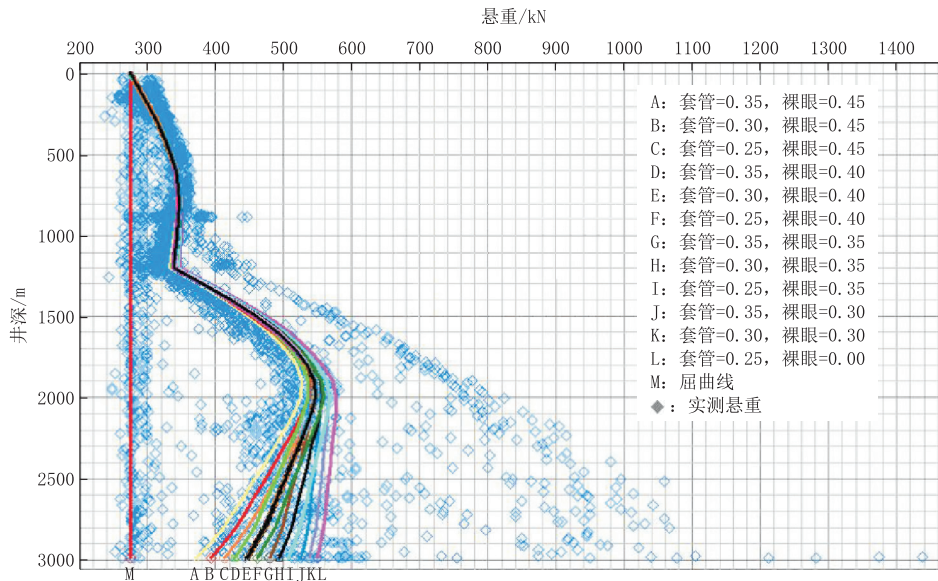 悬重/kN
200 300 400 500 600 700 800 900 1000 1100 1200 1300 1400
0
500
1000
1500
2000
2500
3000
井深/m
A：套管=0.35，裸眼=0.45
B：套管=0.30，裸眼=0.45
C：套管=0.25，裸眼=0.45
D：套管=0.35，裸眼=0.40
E：套管=0.30，裸眼=0.40
F：套管=0.25，裸眼=0.40
G：套管=0.35，裸眼=0.35
H：套管=0.30，裸眼=0.35
I：套管=0.25，裸眼=0.35
J：套管=0.35，裸眼=0.30
K：套管=0.30，裸眼=0.30
L：套管=0.25，裸眼=0.00
M：屈曲线
◆：实测悬重
M A B C D E F G H I J K L